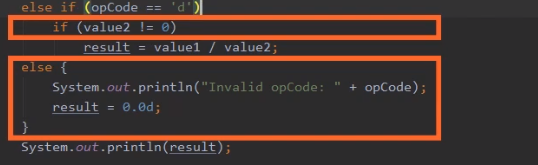 else if (opCode == 'd')
if (value2 != 0)
result = value1 / value2;
else {
System.out.println("Invalid opCode: " + opCode);
result = 0.0d;
}
System.out.println(result);